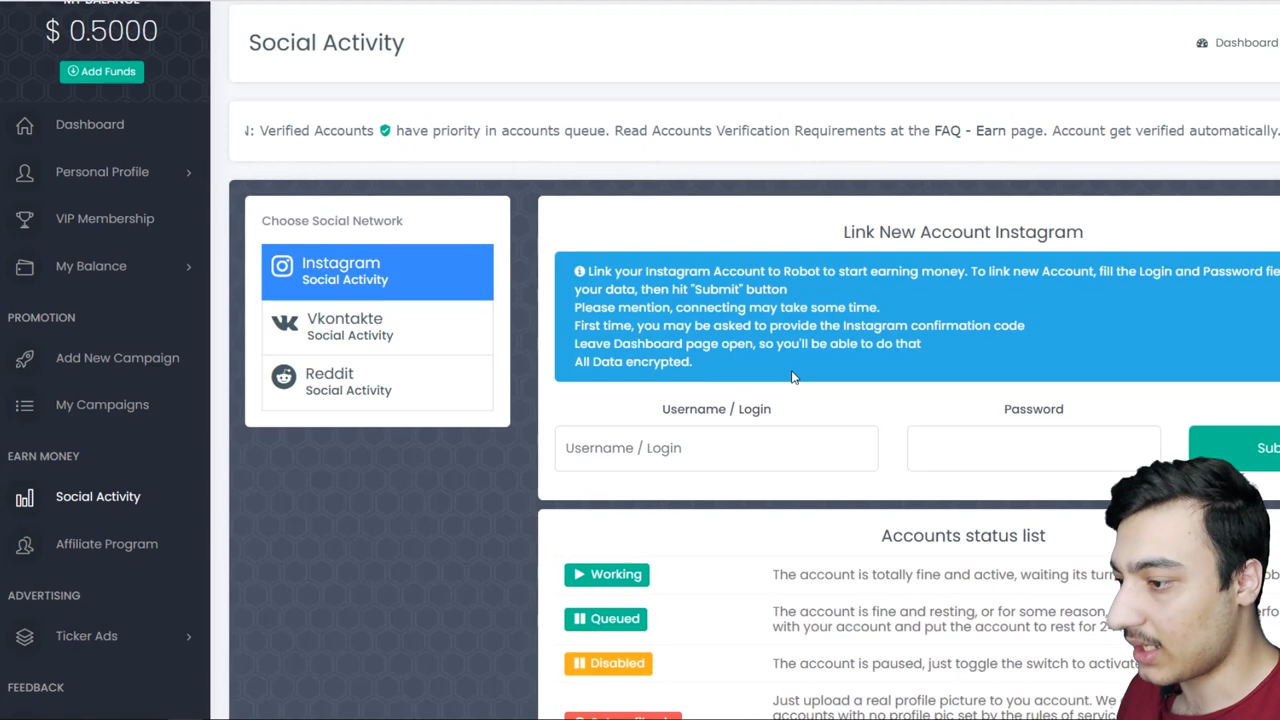 MY BALANCE
$ 0.5000
Add Funds
Dashboard
Personal Profile
VIP Membership
My Balance
PROMOTION
Add New Campaign
My Campaigns
EARN MONEY
Social Activity
Affiliate Program
ADVERTISING
Ticker Ads
FEEDBACK
Social Activity
Dashboard
: Verified Accounts have priority in accounts queue. Read Accounts Verification Requirements at the FAQ - Earn page. Account get verified automatically.
Choose Social Network
Instagram
Social Activity
Vkontakte
Social Activity
Reddit
Social Activity
Link New Account Instagram
Link your Instagram Account to Robot to start earning money. To link new Account, fill the Login and Password fie
your data, then hit "Submit" button
Please mention, connecting may take some time.
First time, you may be asked to provide the Instagram confirmation code
Leave Dashboard page open, so you'll be able to do that
All Data encrypted.
Username / Login
Password
Username / Login
Sub
Accounts status list
Working
The account is totally fine and active, waiting its turn
Queued
The account is fine and resting, or for some reason,
with your account and put the account to rest for 2
Disabled
The account is paused, just toggle the switch to activat
Just upload a real profile picture to you account. We
accounts with no profile pic set by the rules of servic